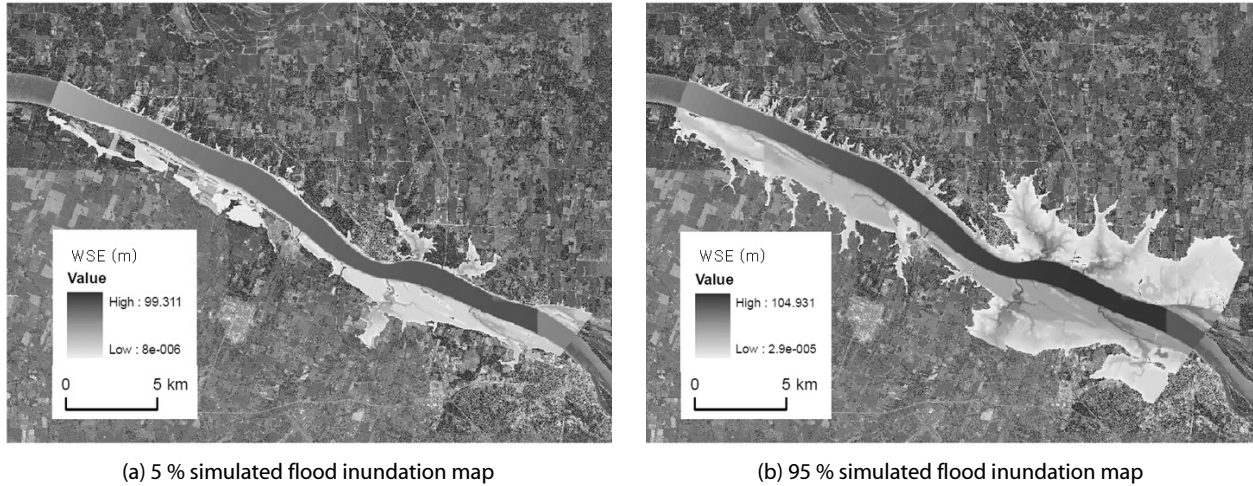 WSE (m)
Value
High : 99.311
Low : 8e-006
0 5 km
(a) 5 % simulated flood inundation map
WSE (m)
Value
High : 104.931
Low : 2.9e-005
0 5 km
(b) 95 % simulated flood inundation map